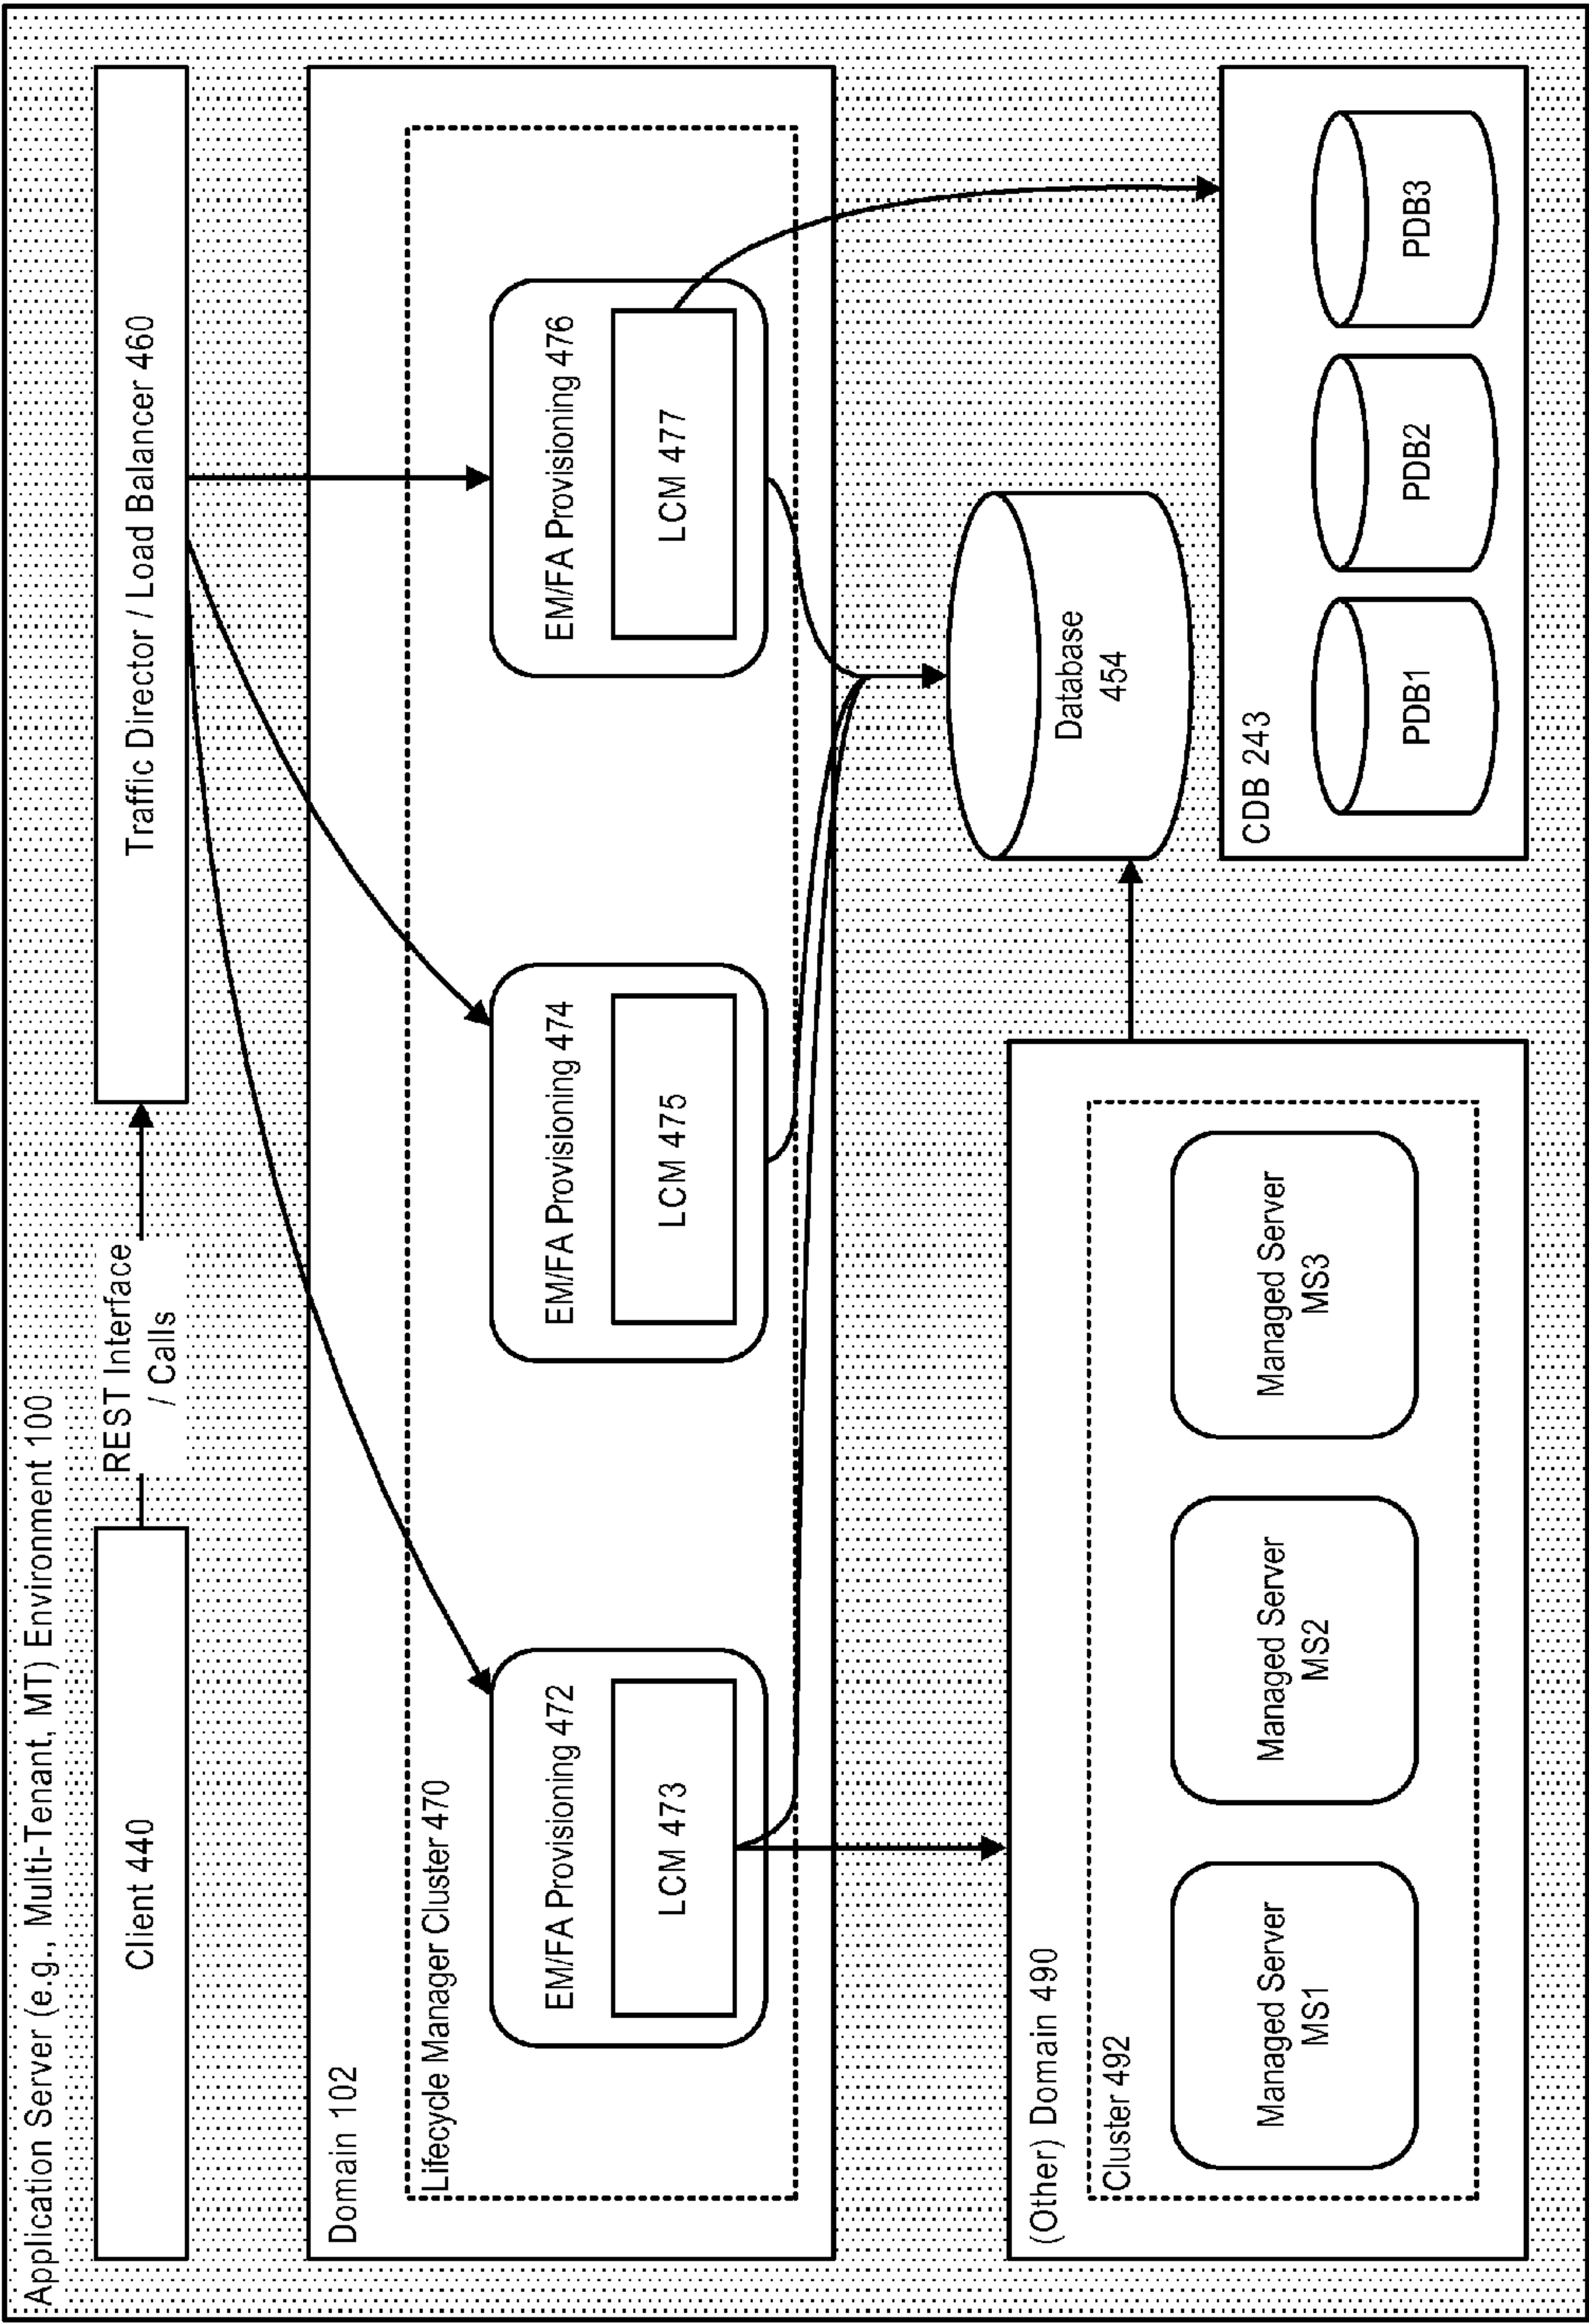 Application Server (e.g., Multi-Tenant, MT) Environment 100
Client 440
REST Interface
/ Calls
Traffic Director / Load Balancer 460
Domain 102
Lifecycle Manager Cluster 470
EM/FA Provisioning 472
LCM 473
EM/FA Provisioning 474
LCM 475
EM/FA Provisioning 476
LCM 477
Database
454
(Other) Domain 490
Cluster 492
Managed Server
MS1
Managed Server
MS2
Managed Server
MS3
CDB 243
PDB1
PDB2
PDB3